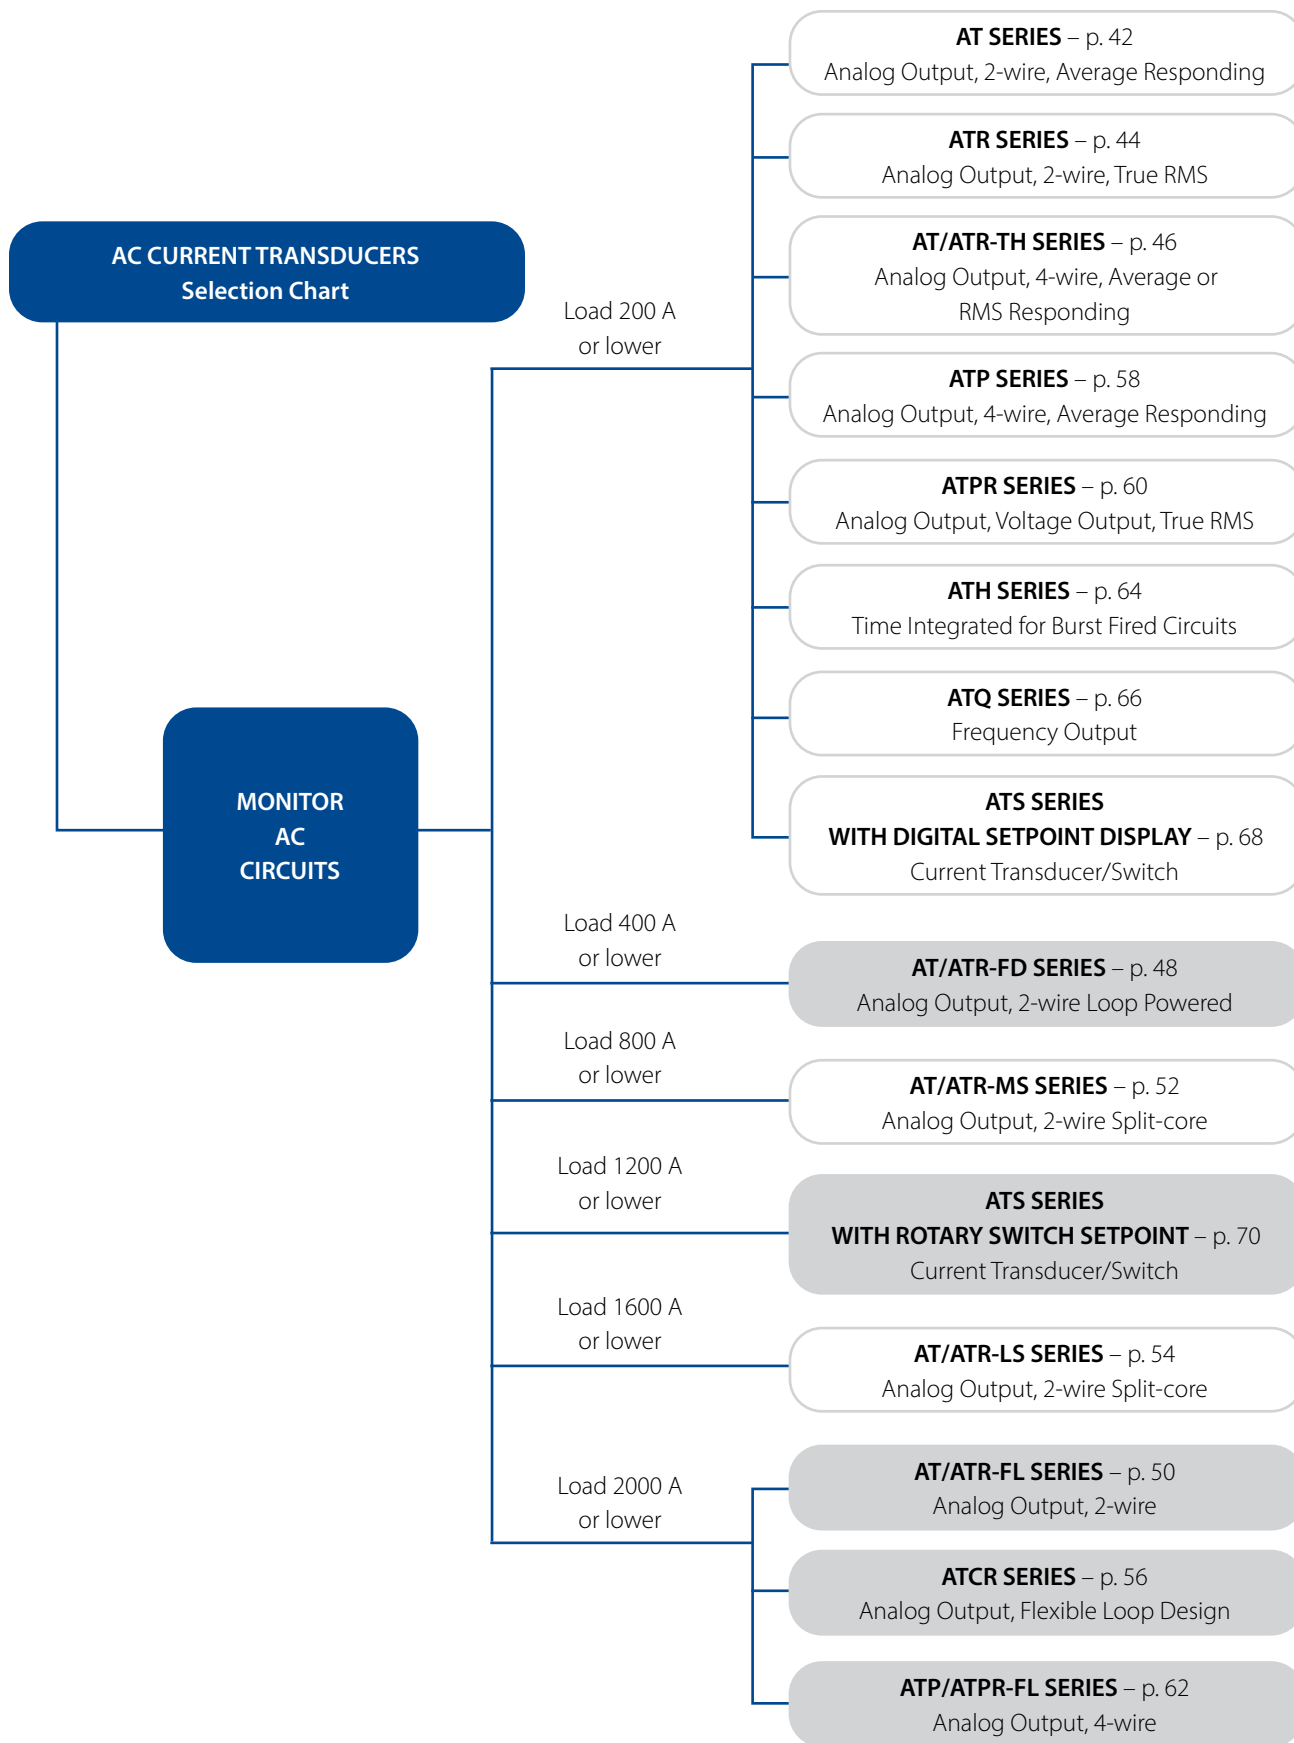 AC CURRENT TRANSDUCERS
Selection Chart
MONITOR
AC
CIRCUITS
Load 200 A
or lower
AT SERIES – p. 42
Analog Output, 2-wire, Average Responding
ATR SERIES – p. 44
Analog Output, 2-wire, True RMS
AT/ATR-TH SERIES – p. 46
Analog Output, 4-wire, Average or
RMS Responding
ATP SERIES – p. 58
Analog Output, 4-wire, Average Responding
ATPR SERIES – p. 60
Analog Output, Voltage Output, True RMS
ATH SERIES – p. 64
Time Integrated for Burst Fired Circuits
ATQ SERIES – p. 66
Frequency Output
ATS SERIES
WITH DIGITAL SETPOINT DISPLAY – p. 68
Current Transducer/Switch
Load 400 A
or lower
AT/ATR-FD SERIES – p. 48
Analog Output, 2-wire Loop Powered
Load 800 A
or lower
AT/ATR-MS SERIES – p. 52
Analog Output, 2-wire Split-core
Load 1200 A
or lower
ATS SERIES
WITH ROTARY SWITCH SETPOINT – p. 70
Current Transducer/Switch
Load 1600 A
or lower
AT/ATR-LS SERIES – p. 54
Analog Output, 2-wire Split-core
Load 2000 A
or lower
AT/ATR-FL SERIES – p. 50
Analog Output, 2-wire
ATCR SERIES – p. 56
Analog Output, Flexible Loop Design
ATP/ATPR-FL SERIES – p. 62
Analog Output, 4-wire